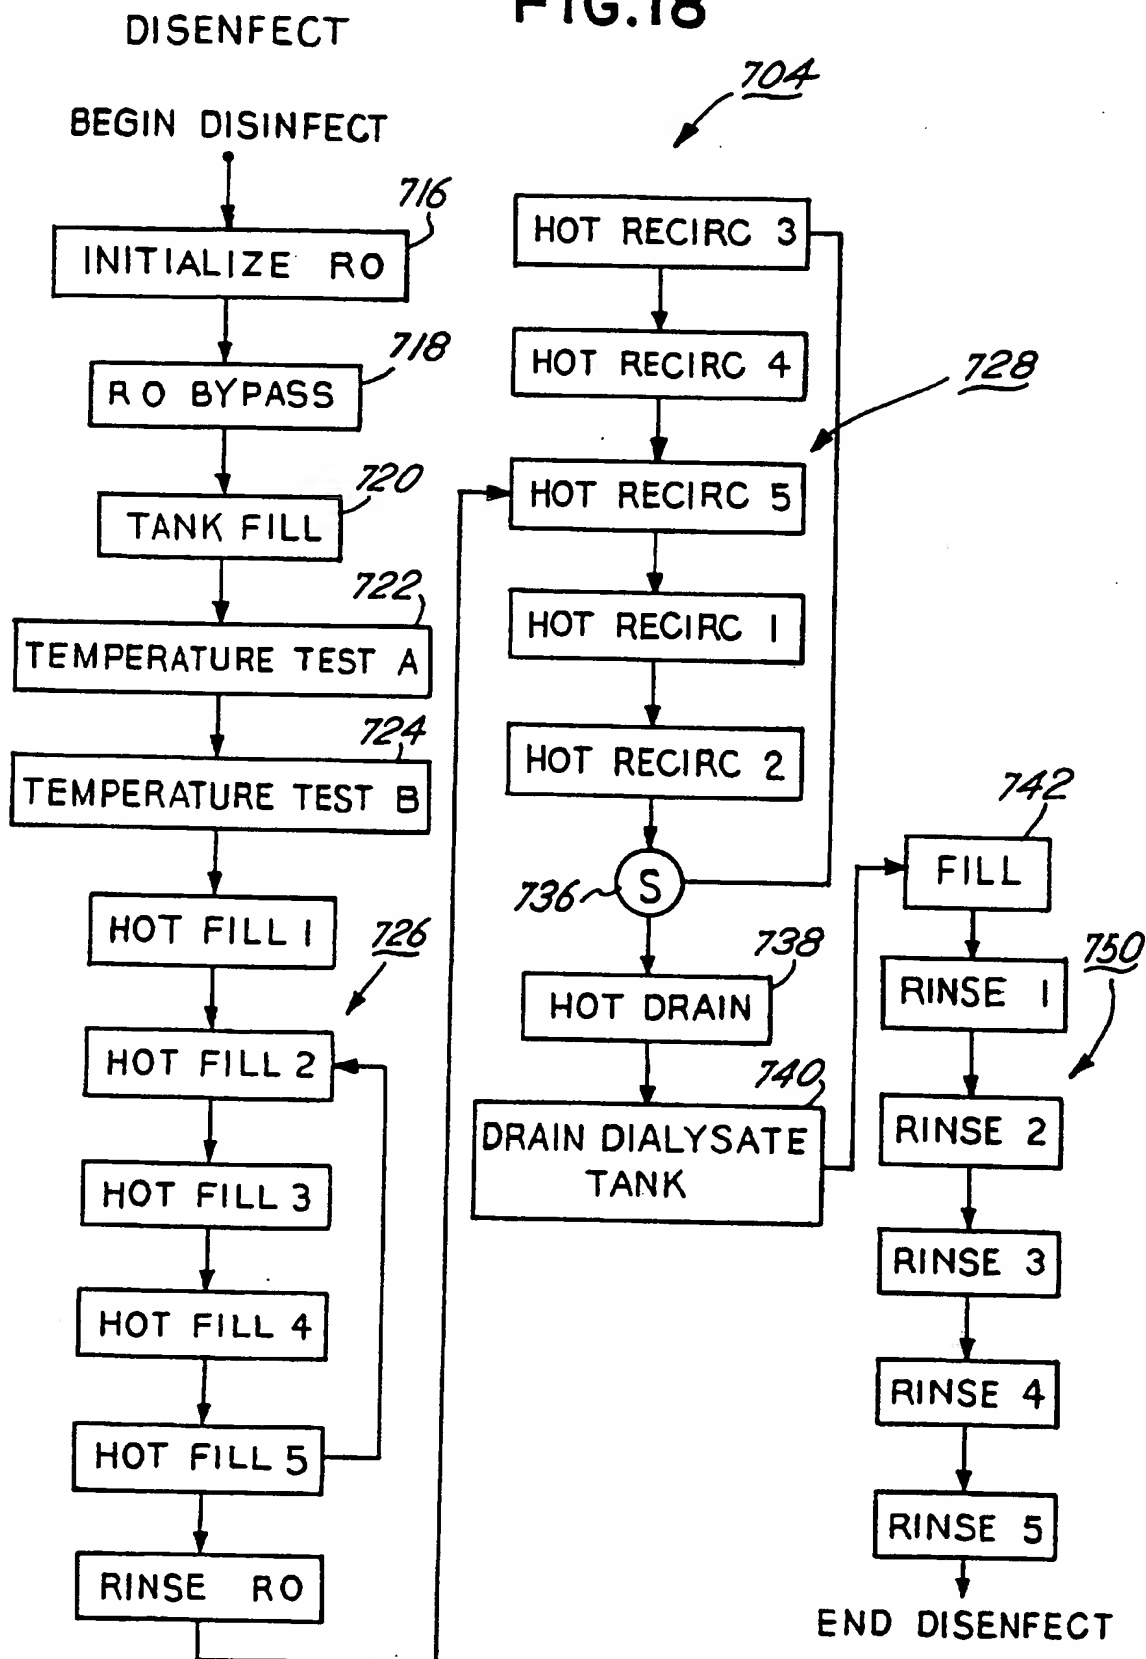 FIG.18
DISENFECT
BEGIN DISINFECT
716
INITIALIZE RO
718
RO BYPASS
720
TANK FILL
722
TEMPERATURE TEST A
724
TEMPERATURE TEST B
HOT FILL 1
726
HOT FILL 2
HOT FILL 3
HOT FILL 4
HOT FILL 5
RINSE RO
704
HOT RECIRC 3
HOT RECIRC 4
728
HOT RECIRC 5
HOT RECIRC 1
HOT RECIRC 2
736
S
738
HOT DRAIN
740
DRAIN DIALYSATE
TANK
742
FILL
RINSE 1
750
RINSE 2
RINSE 3
RINSE 4
RINSE 5
END DISENFECT